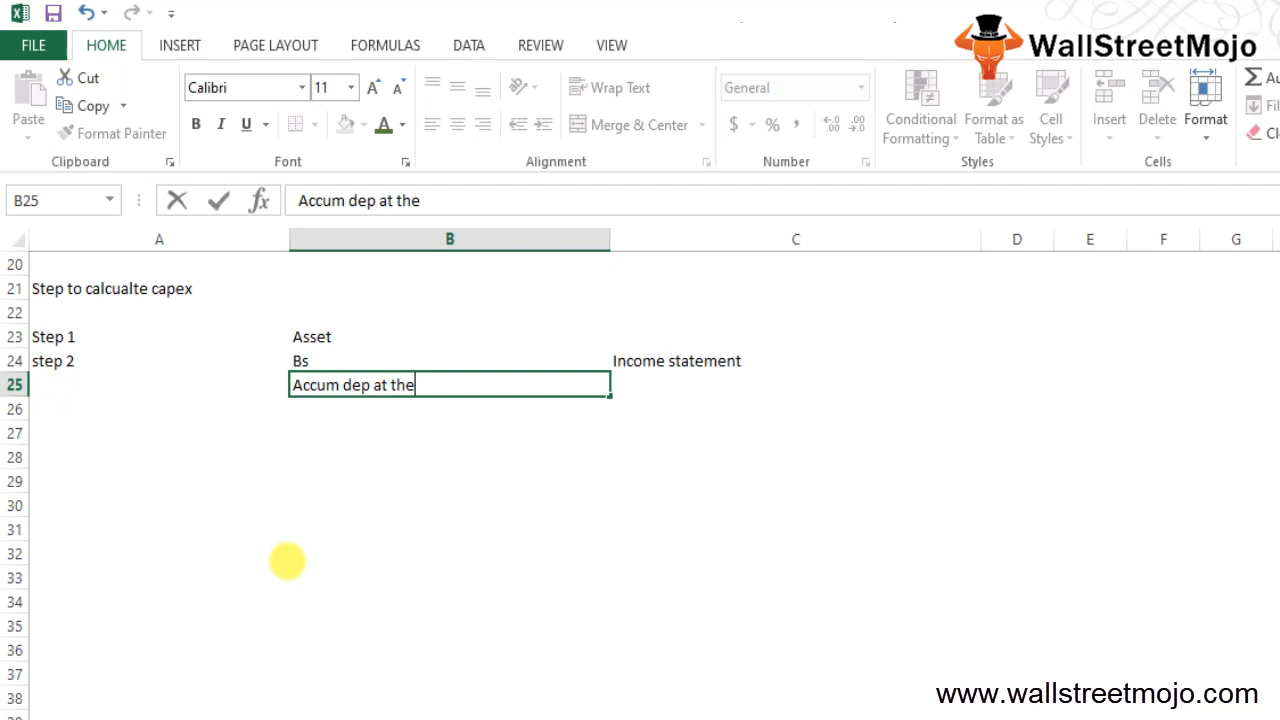 FILE HOME INSERT PAGE LAYOUT FORMULAS DATA REVIEW VIEW
WallStreetMojo
Cut
Copy
Format Painter
Paste
Clipboard
Calibri 11
B I U A
Font
Wrap Text
Merge & Center
Alignment
General
$ % ,
Number
Conditional Formatting
Format as Table
Cell Styles
Styles
Insert Delete Format
Cells
B25 fx Accum dep at the
A B C D E F G
20
21 Step to calcualte capex
22
23 Step 1 Asset
24 step 2 Bs Income statement
25 Accum dep at the
26
27
28
29
30
31
32
33
34
35
36
37
38
www.wallstreetmojo.com